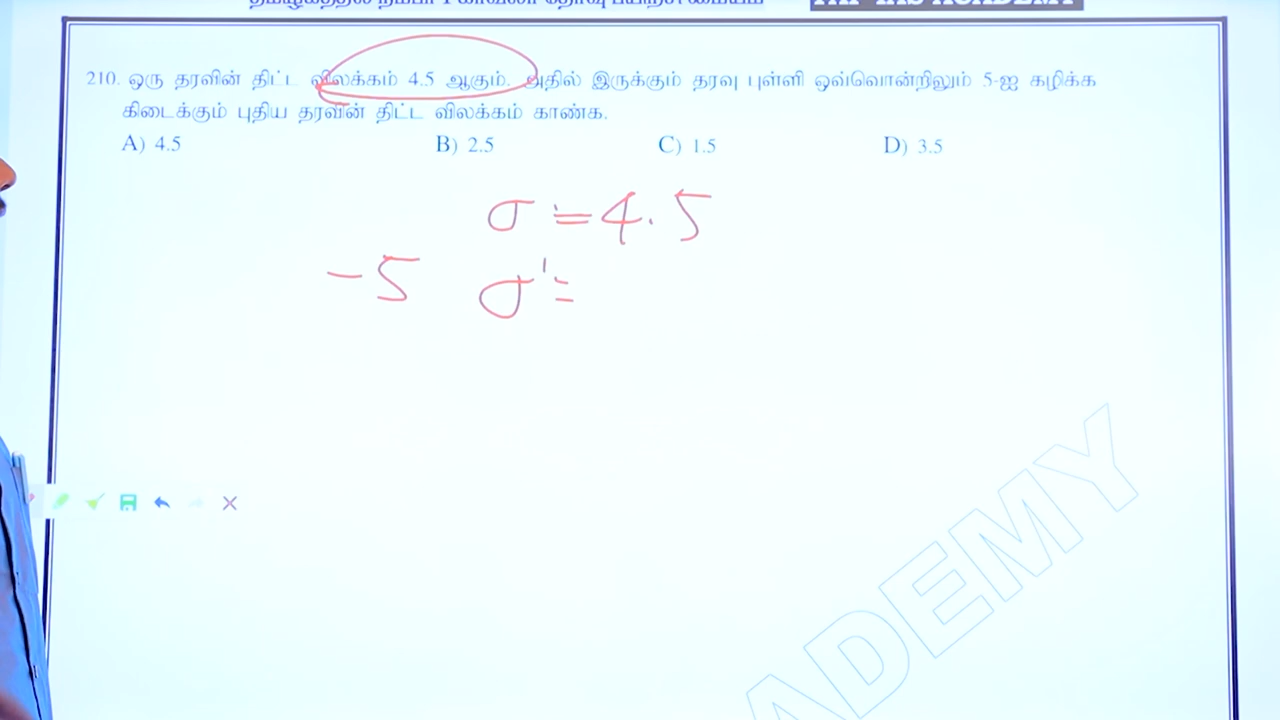 210. ஒரு தரவின் திட்ட விலக்கம் 4.5 ஆகும். அதில் இருக்கும் தரவு புள்ளி ஒவ்வொன்றிலும் 5-ஐ கழிக்க
கிடைக்கும் புதிய தரவின் திட்ட விலக்கம் காண்க.
A) 4.5 B) 2.5 C) 1.5 D) 3.5
σ = 4.5
-5 σ' =
ADEMY